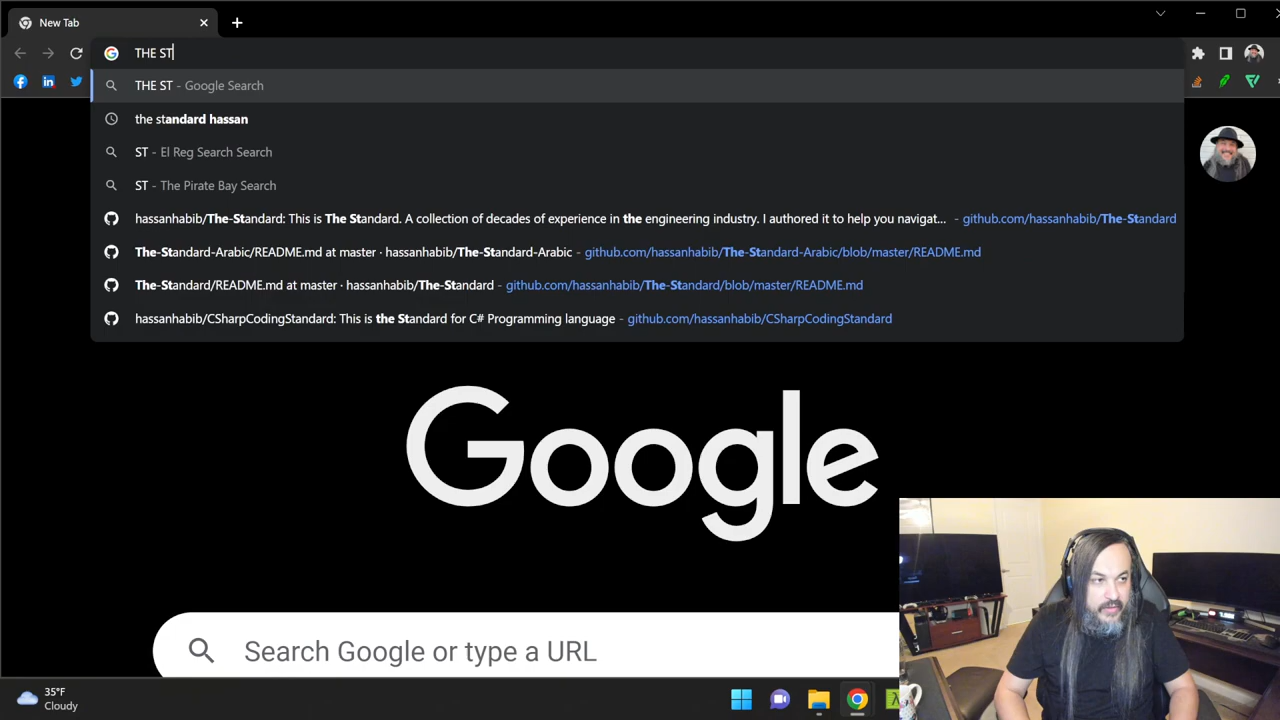 New Tab
THE ST
THE ST - Google Search
the standard hassan
ST - El Reg Search Search
ST - The Pirate Bay Search
hassanhabib/The-Standard: This is The Standard. A collection of decades of experience in the engineering industry. I authored it to help you navigat... - github.com/hassanhabib/The-Standard
The-Standard-Arabic/README.md at master · hassanhabib/The-Standard-Arabic - github.com/hassanhabib/The-Standard-Arabic/blob/master/README.md
The-Standard/README.md at master · hassanhabib/The-Standard - github.com/hassanhabib/The-Standard/blob/master/README.md
hassanhabib/CSharpCodingStandard: This is the Standard for C# Programming language - github.com/hassanhabib/CSharpCodingStandard
Google
Search Google or type a URL
35°F
Cloudy